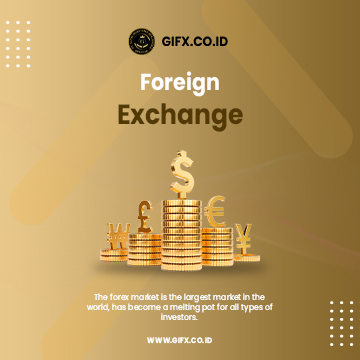 GIFX.CO.ID
Foreign
Exchange
$
₩ £ € ¥
The forex market is the largest market in the
world, has become a melting pot for all types of
investors.
WWW.GIFX.CO.ID